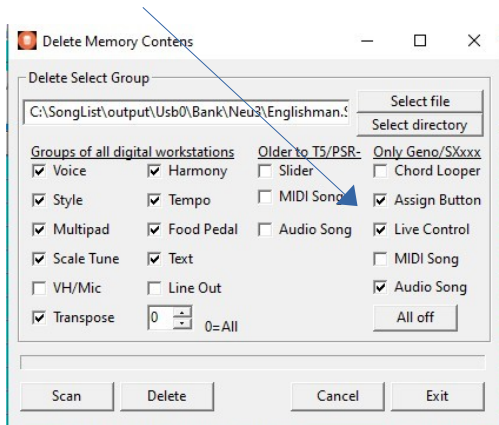 Delete Memory Contens
Delete Select Group
C:\SongList\output\Usb0\Bank\Neu3\Englishman.S
Select file
Select directory
Groups of all digital workstations
Older to T5/PSR-
Only Geno/SXxxx
Voice
Harmony
Slider
Chord Looper
Style
Tempo
MIDI Song
Assign Button
Multipad
Food Pedal
Audio Song
Live Control
Scale Tune
Text
MIDI Song
VH/Mic
Line Out
Audio Song
Transpose
0
0=All
All off
Scan
Delete
Cancel
Exit